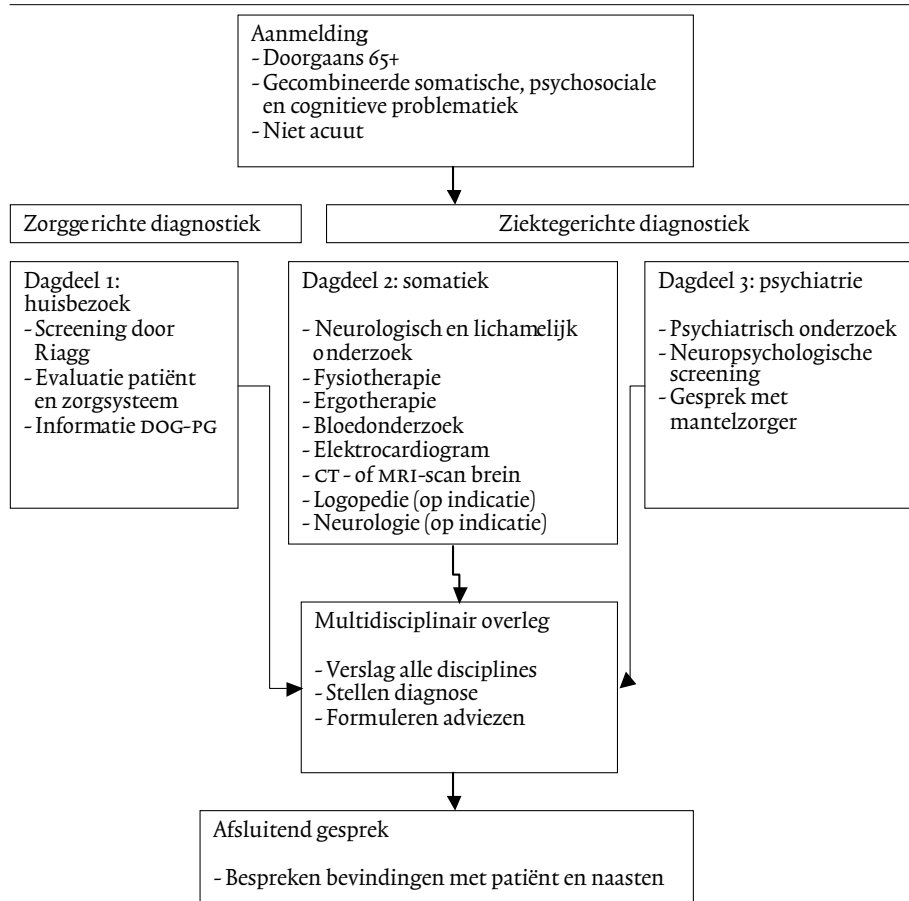 Aanmelding
- Doorgaans 65+
- Gecombineerde somatische, psychosociale
en cognitieve problematiek
- Niet acuut
Zorggerichte diagnostiek
Ziektegerichte diagnostiek
Dagdeel 1:
huisbezoek
- Screening door
Riagg
- Evaluatie patiënt
en zorgsysteem
- Informatie DOG-PG
Dagdeel 2: somatiek
- Neurologisch en lichamelijk
onderzoek
- Fysiotherapie
- Ergotherapie
- Bloedonderzoek
- Elektrocardiogram
- CT- of MRI-scan brein
- Logopedie (op indicatie)
- Neurologie (op indicatie)
Dagdeel 3: psychiatrie
- Psychiatrisch onderzoek
- Neuropsychologische
screening
- Gesprek met
mantelzorger
Multidisciplinair overleg
- Verslag alle disciplines
- Stellen diagnose
- Formuleren adviezen
Afsluitend gesprek
- Bespreken bevindingen met patiënt en naasten